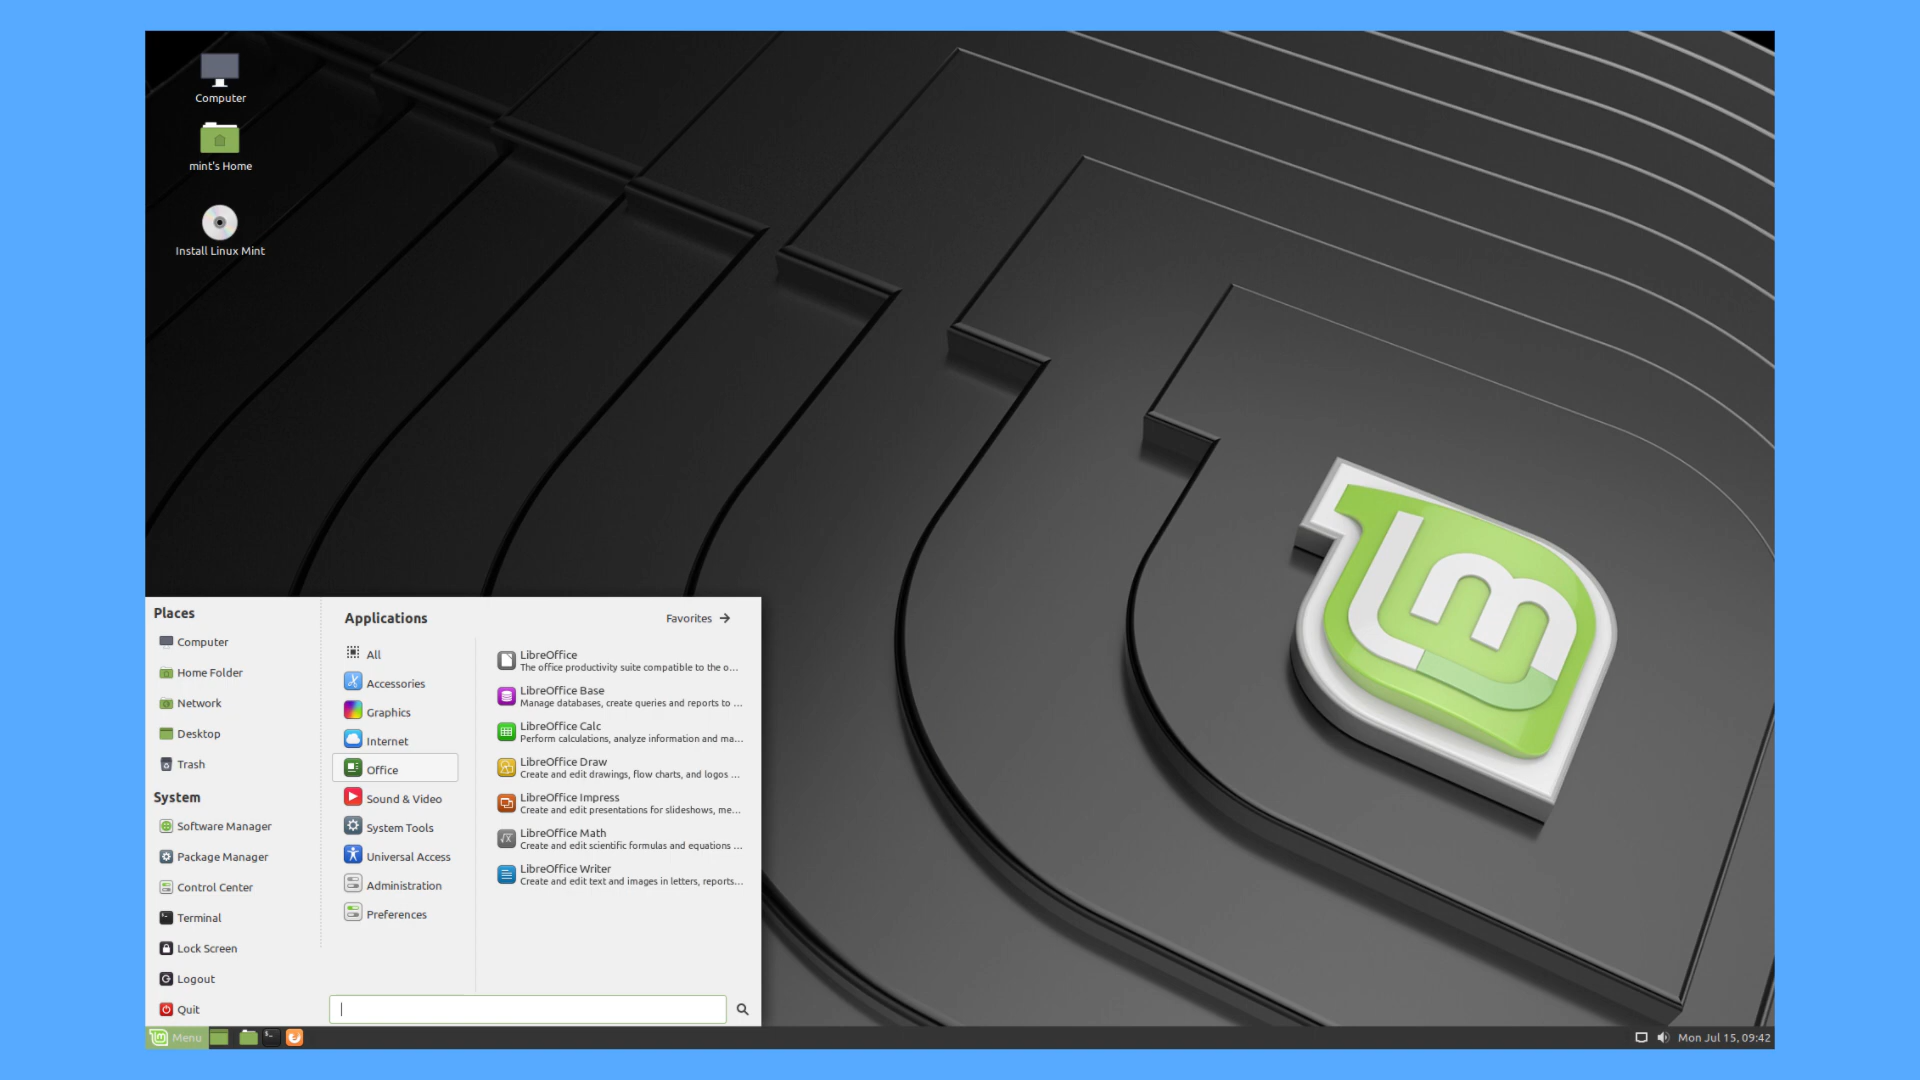 Computer
mint's Home
Install Linux Mint
Places
Computer
Home Folder
Network
Desktop
Trash
System
Software Manager
Package Manager
Control Center
Terminal
Lock Screen
Logout
Quit
Applications
Favorites
All
Accessories
Graphics
Internet
Office
Sound & Video
System Tools
Universal Access
Administration
Preferences
LibreOffice
The office productivity suite compatible to the o...
LibreOffice Base
Manage databases, create queries and reports to ...
LibreOffice Calc
Perform calculations, analyze information and ma...
LibreOffice Draw
Create and edit drawings, flow charts, and logos ...
LibreOffice Impress
Create and edit presentations for slideshows, me...
LibreOffice Math
Create and edit scientific formulas and equations ...
LibreOffice Writer
Create and edit text and images in letters, reports...
lm
Menu
Mon Jul 15, 09:42